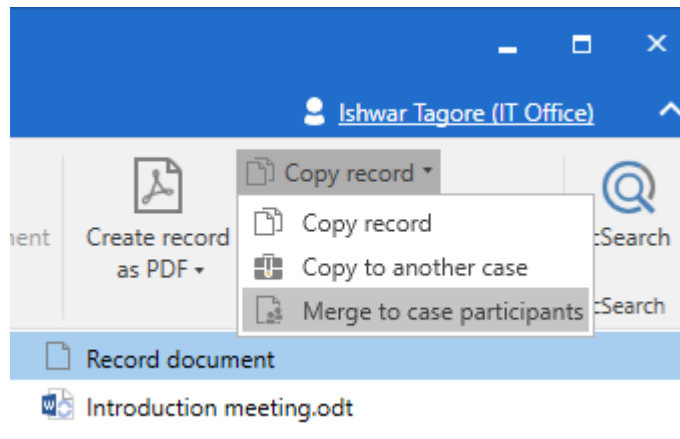 Ishwar Tagore (IT Office)
Copy record
Create record
as PDF
Copy record
Copy to another case
Merge to case participants
Record document
Introduction meeting.odt